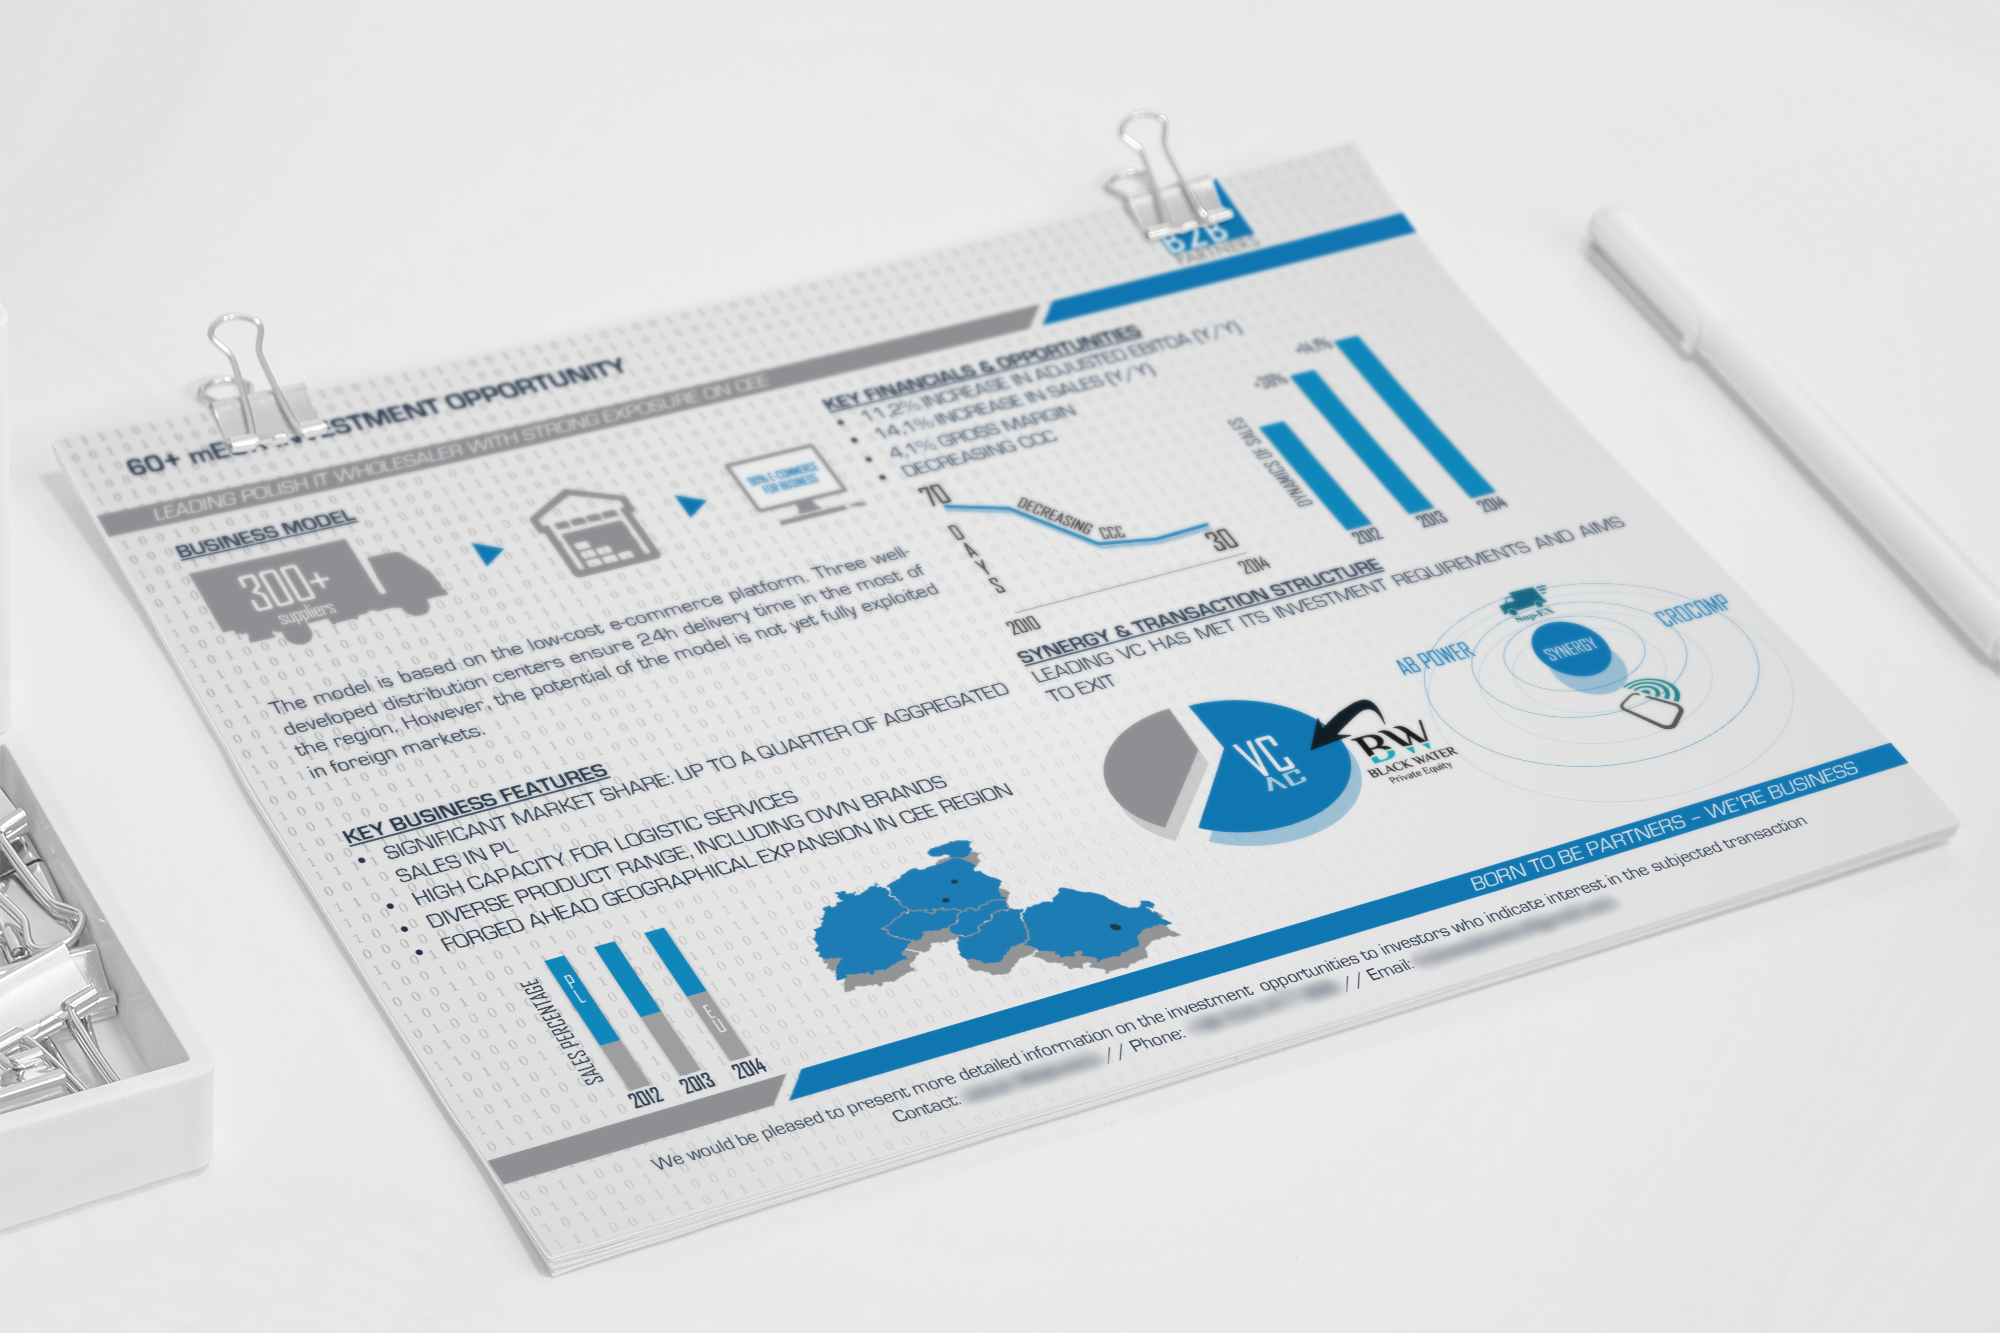 B2B
PARTNERS
60+ mE
STMENT OPPORTUNITY
LEADING POLISH IT WHOLESALER WITH STRONG EXPOSURE ON CEE
BUSINESS MODEL
300+
suppliers
90% E-COMMERCE
FOR BUSINESS
The model is based on the low-cost e-commerce platform. Three well-
developed distribution centers ensure 24h delivery time in the most of
the region. However, the potential of the model is not yet fully exploited
in foreign markets.
KEY BUSINESS FEATURES
• SIGNIFICANT MARKET SHARE: UP TO A QUARTER OF AGGREGATED
SALES IN PL
• HIGH CAPACITY FOR LOGISTIC SERVICES
• DIVERSE PRODUCT RANGE, INCLUDING OWN BRANDS
• FORGED AHEAD GEOGRAPHICAL EXPANSION IN CEE REGION
SALES PERCENTAGE
PL
EU
2012 2013 2014
KEY FINANCIALS & OPPORTUNITIES
• 11,2% INCREASE IN ADJUSTED EBITDA (Y/Y)
• 14,1% INCREASE IN SALES (Y/Y)
• 4,1% GROSS MARGIN
• DECREASING CCC
70
DAYS
DECREASING CCC
30
2010
2014
DYNAMICS OF SALES
2012 2013 2014
SYNERGY & TRANSACTION STRUCTURE
LEADING VC HAS MET ITS INVESTMENT REQUIREMENTS AND AIMS
TO EXIT
VC
BW
BLACK WATER
Private Equity
Sup-EX
AB POWER
SYNERGY
CROCOMP
BORN TO BE PARTNERS – WE'RE BUSINESS
We would be pleased to present more detailed information on the investment opportunities to investors who indicate interest in the subjected transaction
Contact: // Phone: // Email: